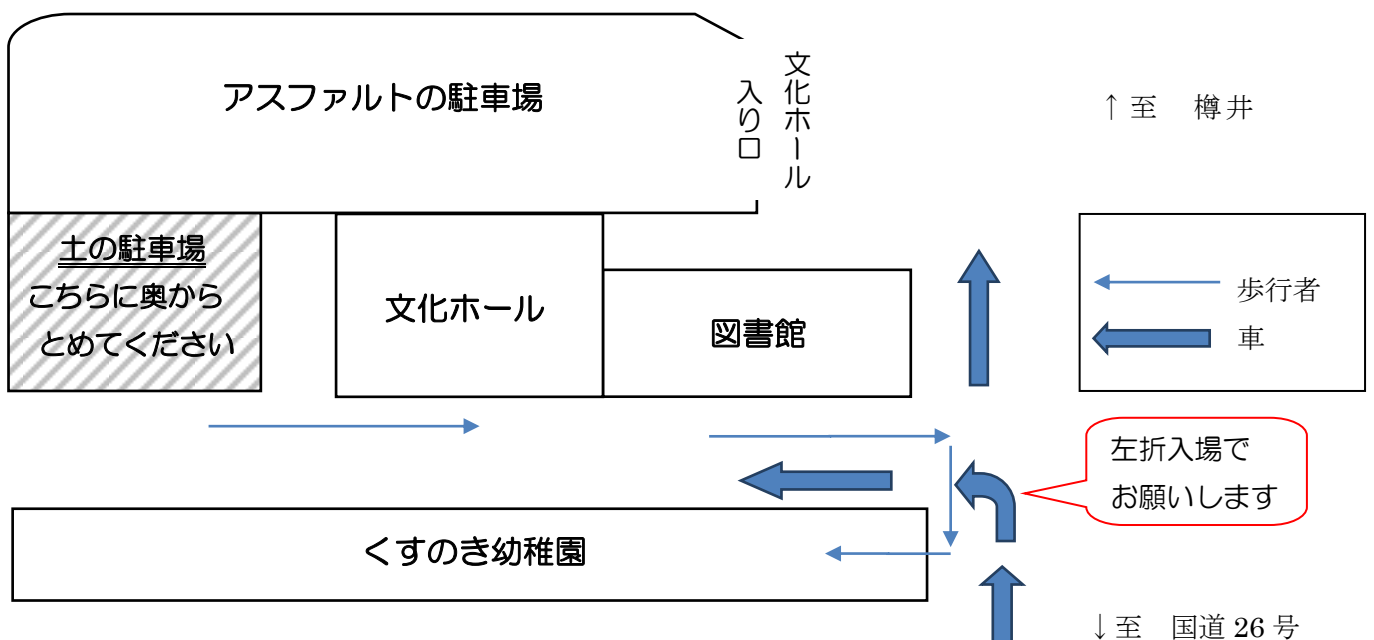 アスファルトの駐車場
文化ホール
入り口
↑至 樽井
土の駐車場
こちらに奥から
とめてください
文化ホール
図書館
歩行者
車
左折入場で
お願いします
くすのき幼稚園
↓至 国道 26 号